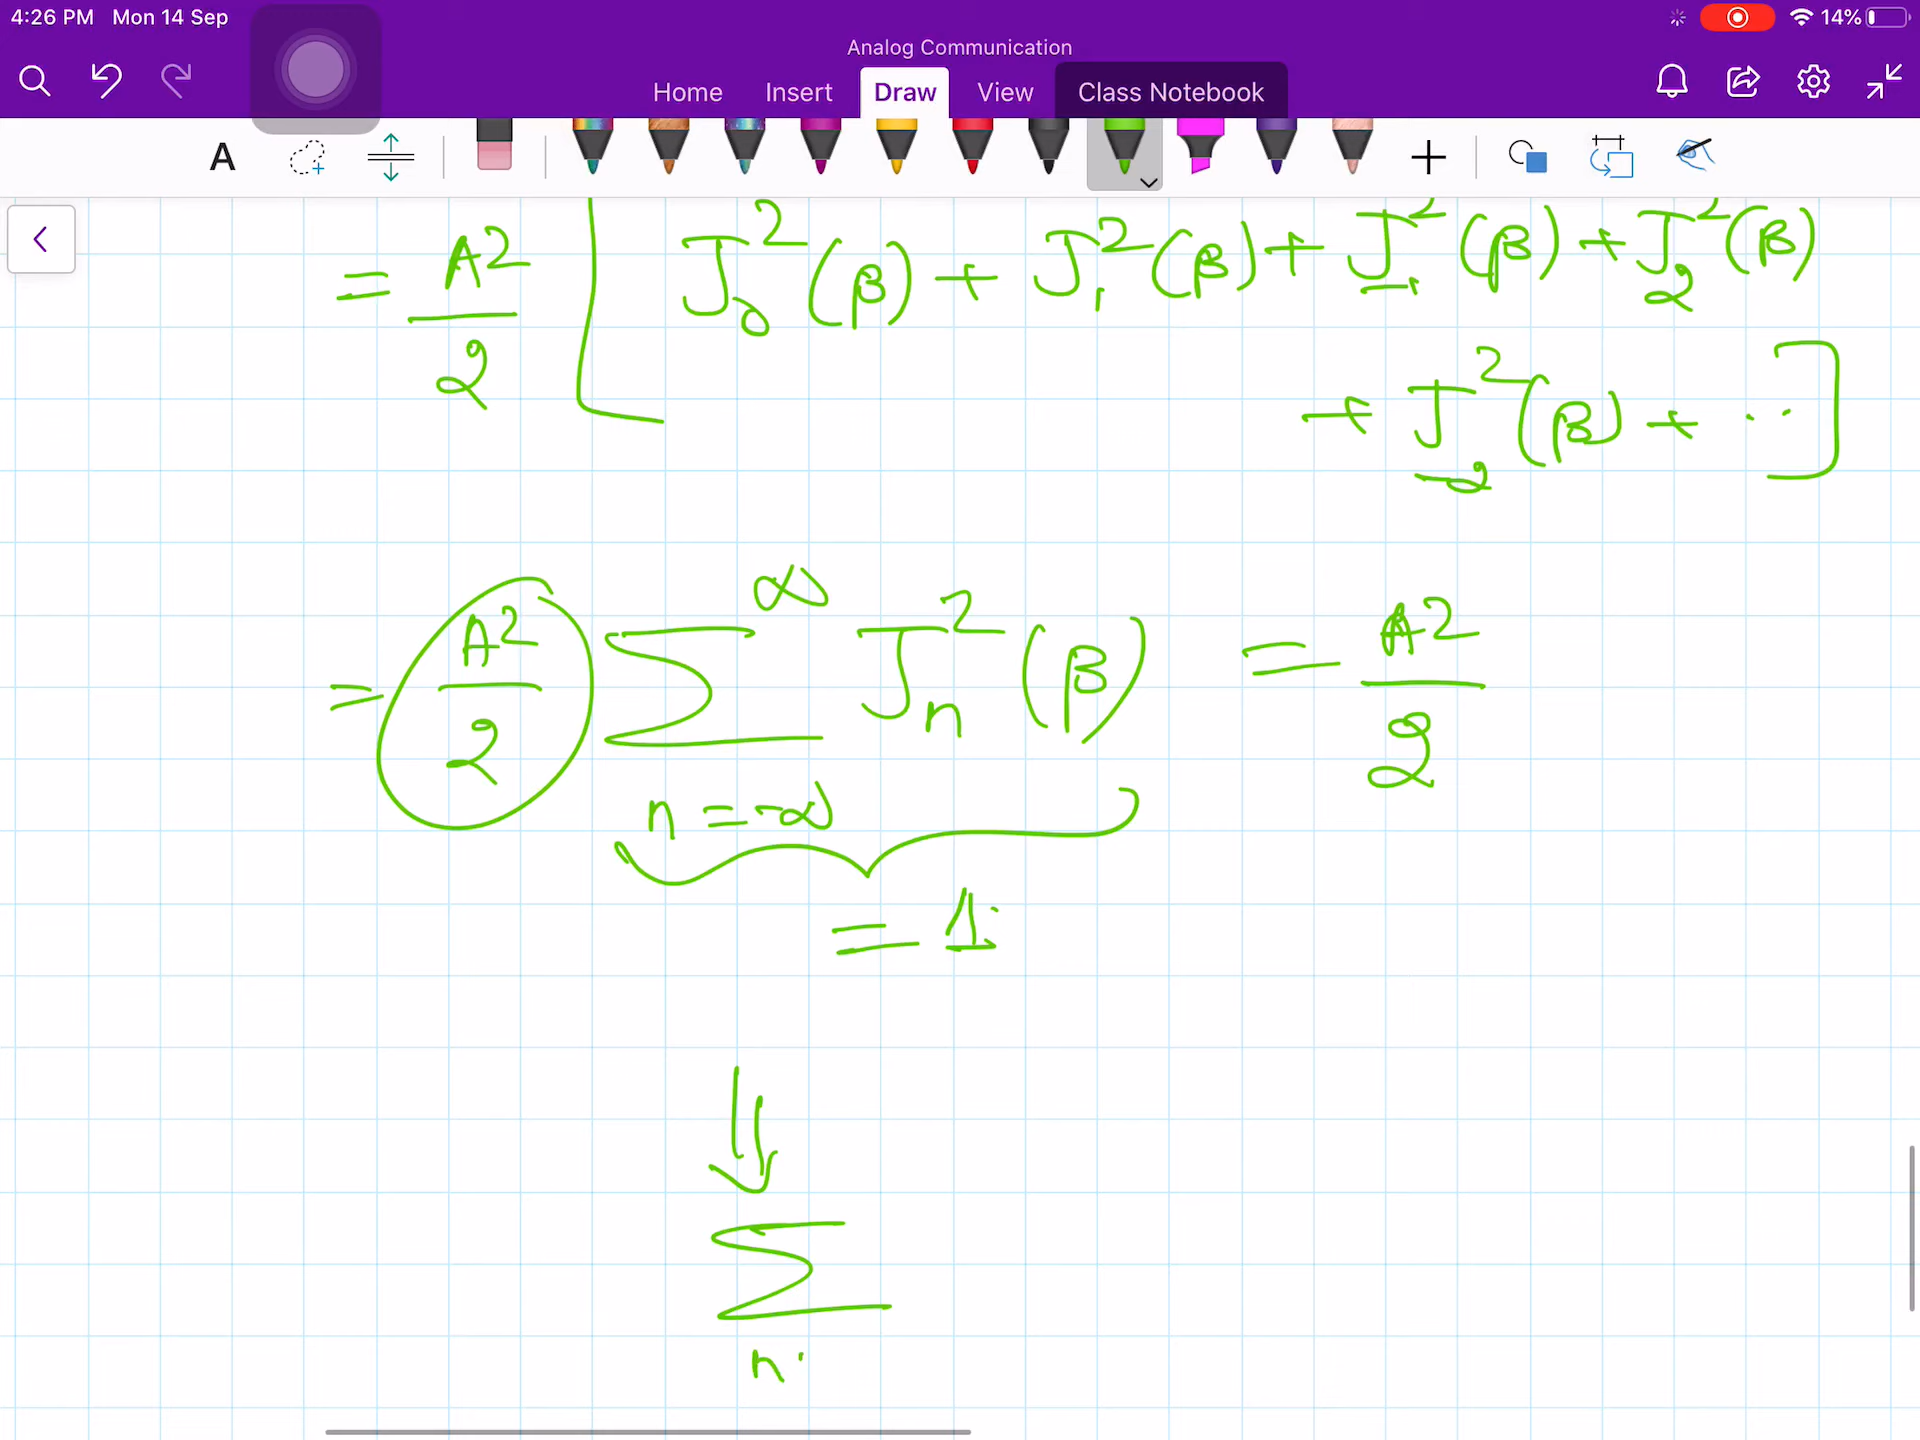 4:26 PM Mon 14 Sep 14%
Analog Communication
Home Insert Draw View Class Notebook
A
= A²/2 [ J₀²(β) + J₁²(β) + J₋₁²(β) + J₂²(β)
+ J₋₂²(β) + .. ]
= A²/2 ∑_{n=-∞}^{∞} Jₙ²(β) = A²/2
= 1
⇓
∑
n